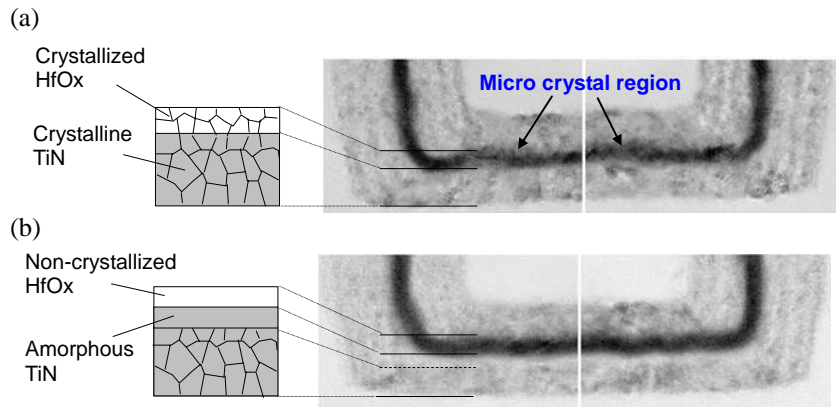 (a)
Crystallized
HfOx
Crystalline
TiN
Micro crystal region
(b)
Non-crystallized
HfOx
Amorphous
TiN